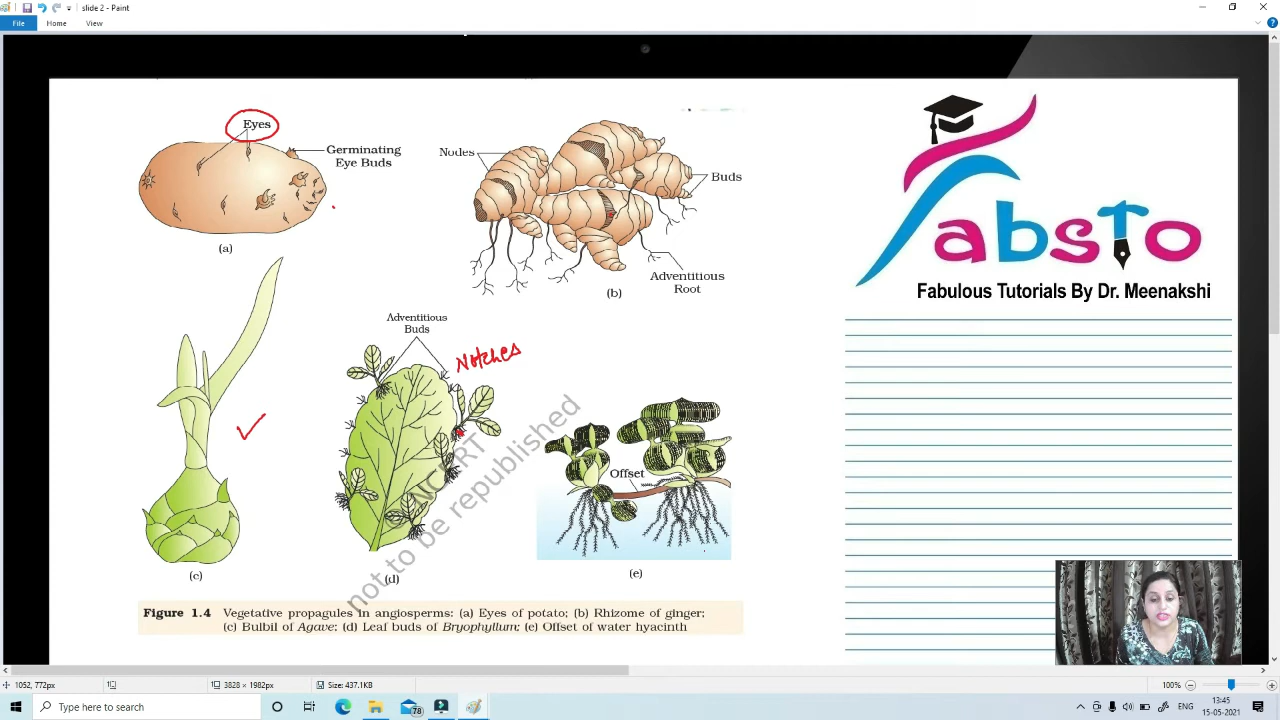 slide 2 - Paint
File Home View
Eyes
Germinating
Eye Buds
(a)
Nodes
Buds
Adventitious
Root
(b)
Adventitious
Buds
Notches
(c)
(d)
Offset
(e)
NCERT
not to be republished
Figure 1.4 Vegetative propagules in angiosperms: (a) Eyes of potato; (b) Rhizome of ginger;
(c) Bulbil of Agave; (d) Leaf buds of Bryophyllum; (e) Offset of water hyacinth
absto
Fabulous Tutorials By Dr. Meenakshi
1052, 772px
3828 × 1982px
Size: 437.1KB
100%
Type here to search
78
13:45
15-05-2021